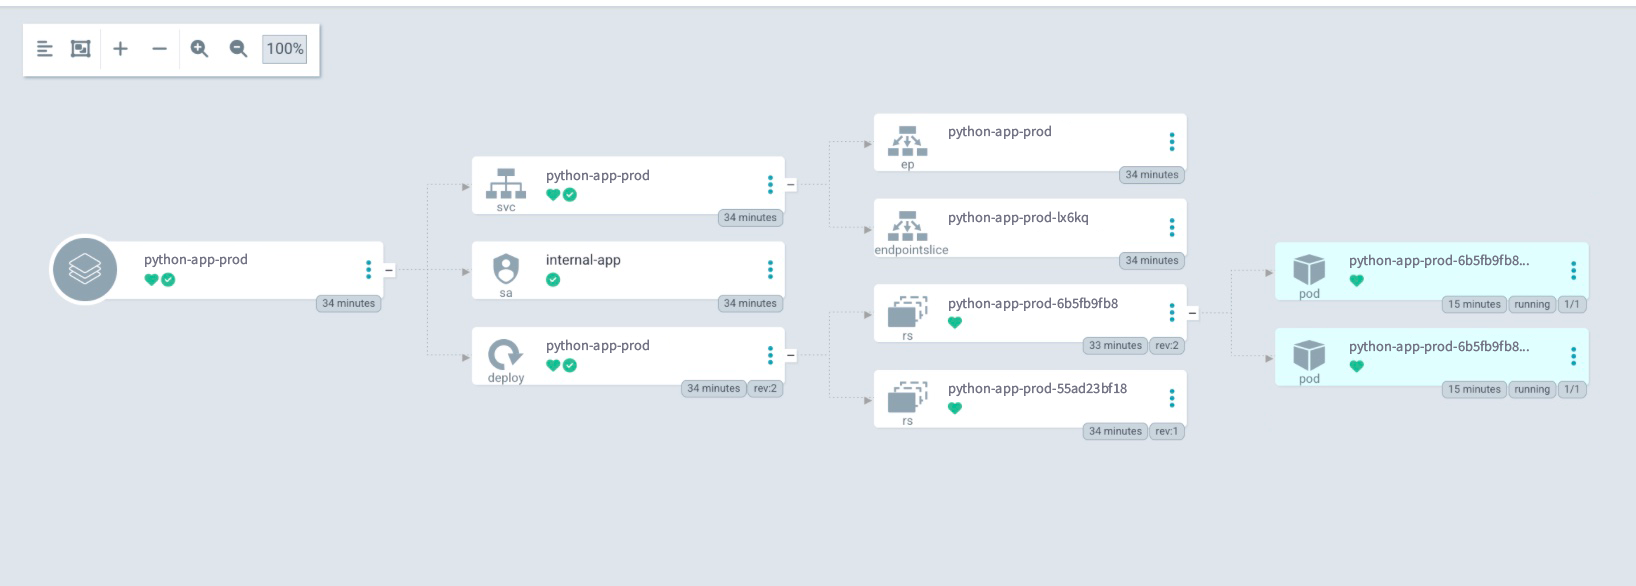 100%
python-app-prod
34 minutes
svc
python-app-prod
34 minutes
sa
internal-app
34 minutes
deploy
python-app-prod
34 minutes rev:2
ep
python-app-prod
34 minutes
endpointslice
python-app-prod-lx6kq
34 minutes
rs
python-app-prod-6b5fb9fb8
33 minutes rev:2
rs
python-app-prod-55ad23bf18
34 minutes rev:1
pod
python-app-prod-6b5fb9fb8...
15 minutes running 1/1
pod
python-app-prod-6b5fb9fb8...
15 minutes running 1/1